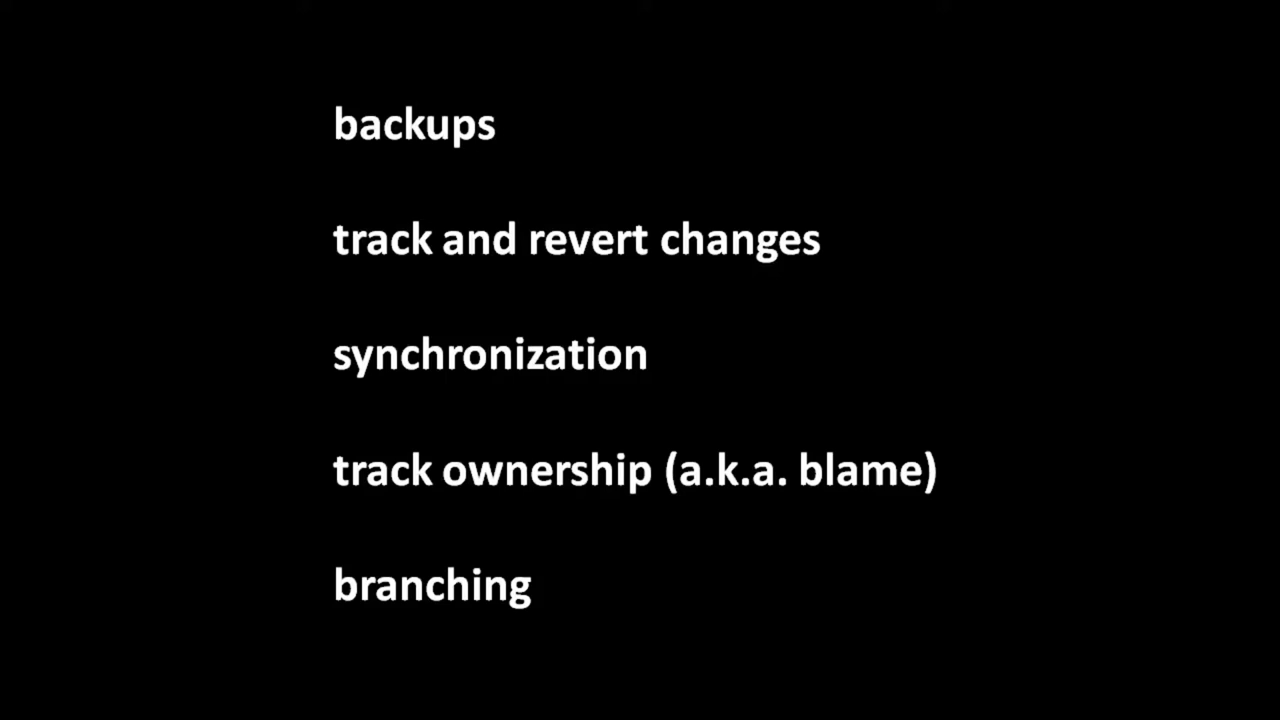 backups
track and revert changes
synchronization
track ownership (a.k.a. blame)
branching